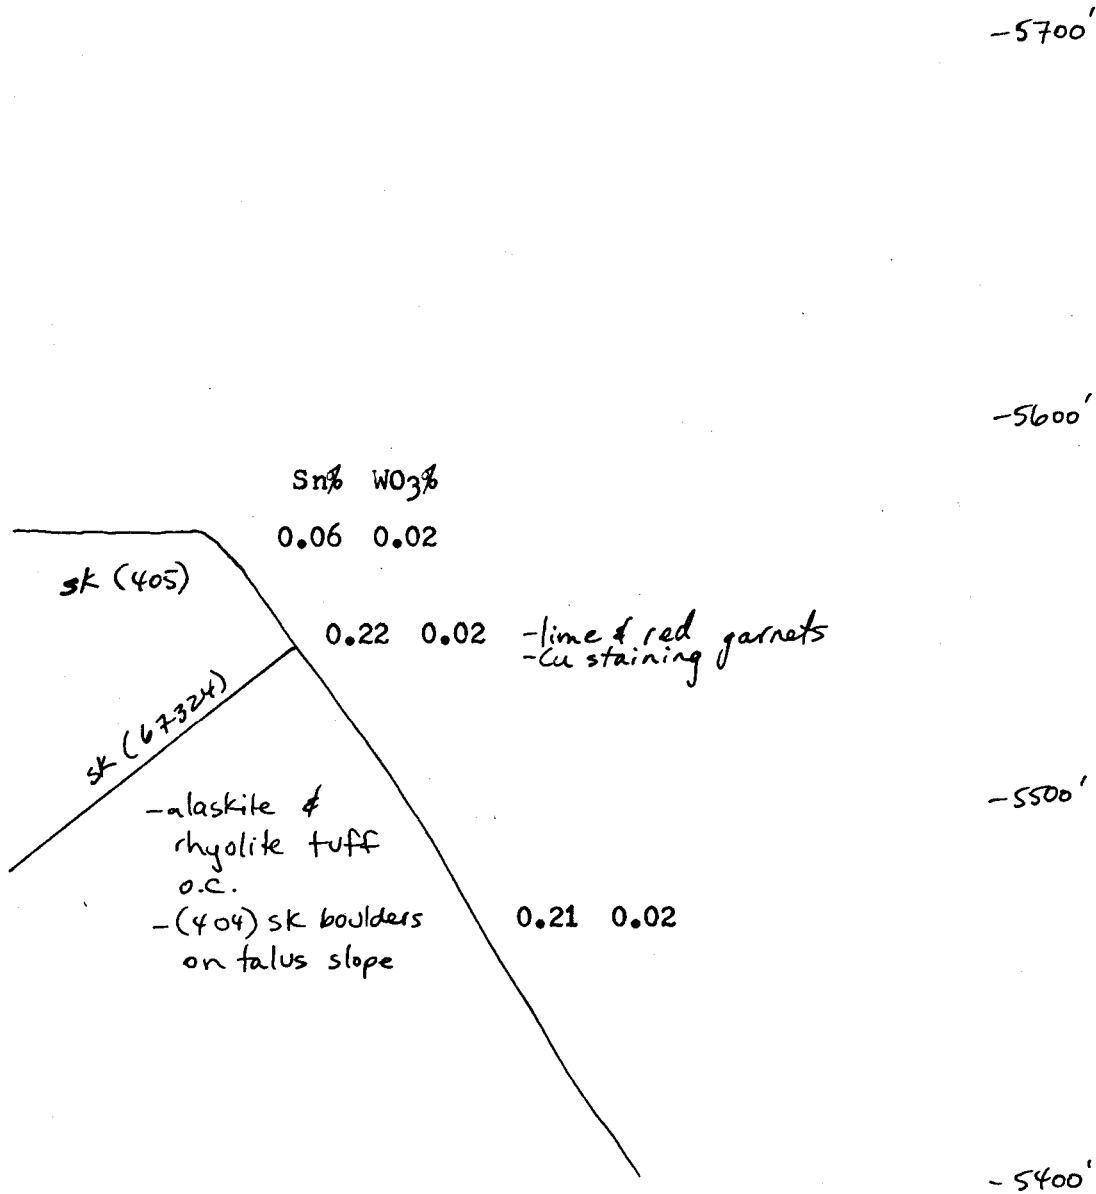 -5700'
-5600'
Sn% WO3%
0.06 0.02
sk (405)
0.22 0.02 -lime & red garnets
-Cu staining
sk (67324)
-5500'
-alaskite &
rhyolite tuff
o.c.
-(404) sk boulders
on talus slope
0.21 0.02
-5400'